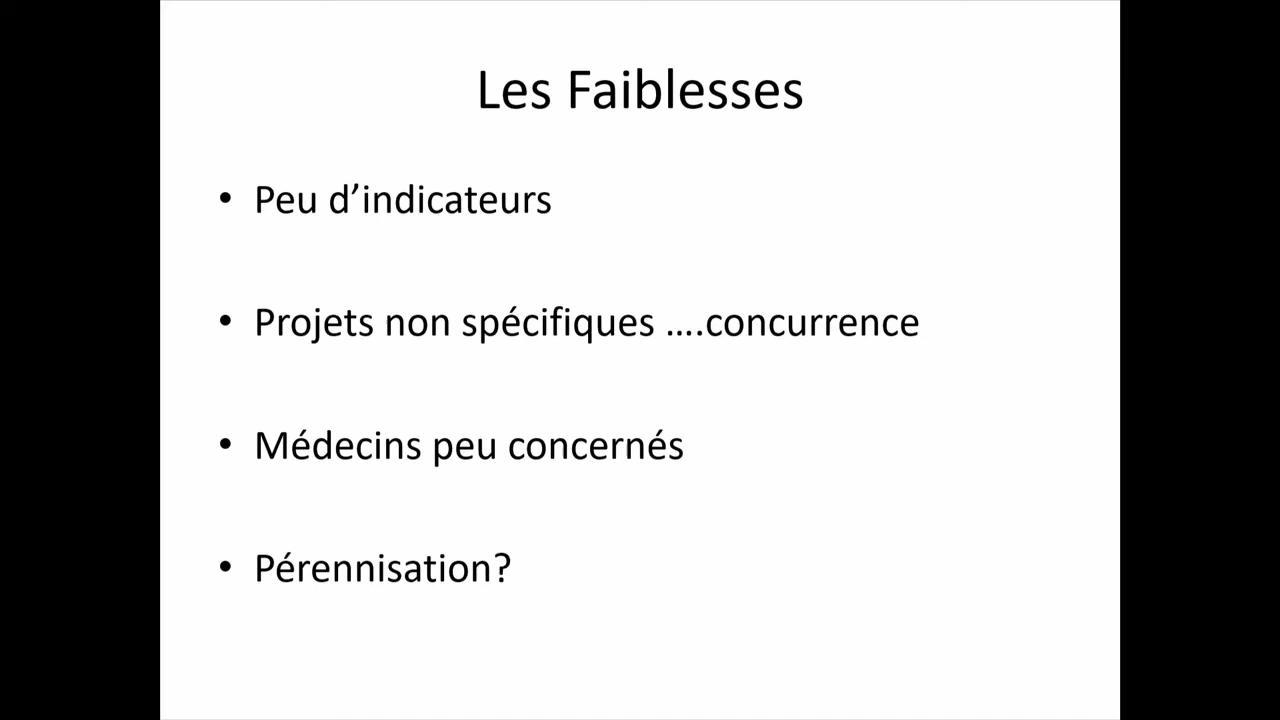 Les Faiblesses
• Peu d’indicateurs
• Projets non spécifiques ….concurrence
• Médecins peu concernés
• Pérennisation?